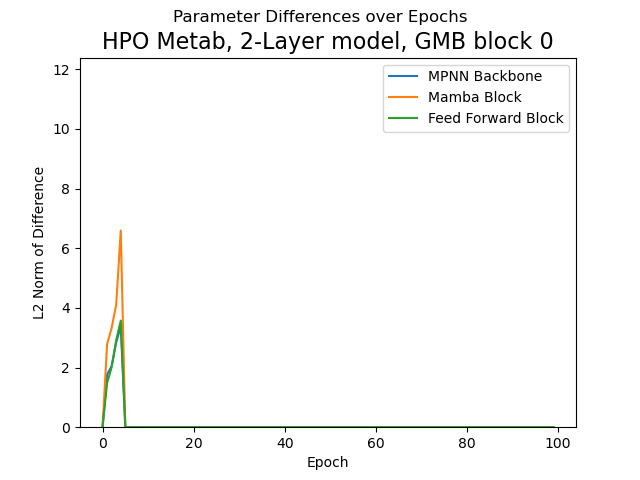 Parameter Differences over Epochs
HPO Metab, 2-Layer model, GMB block 0
MPNN Backbone
Mamba Block
Feed Forward Block
L2 Norm of Difference
12
10
8
6
4
2
0
0
20
40
60
80
100
Epoch